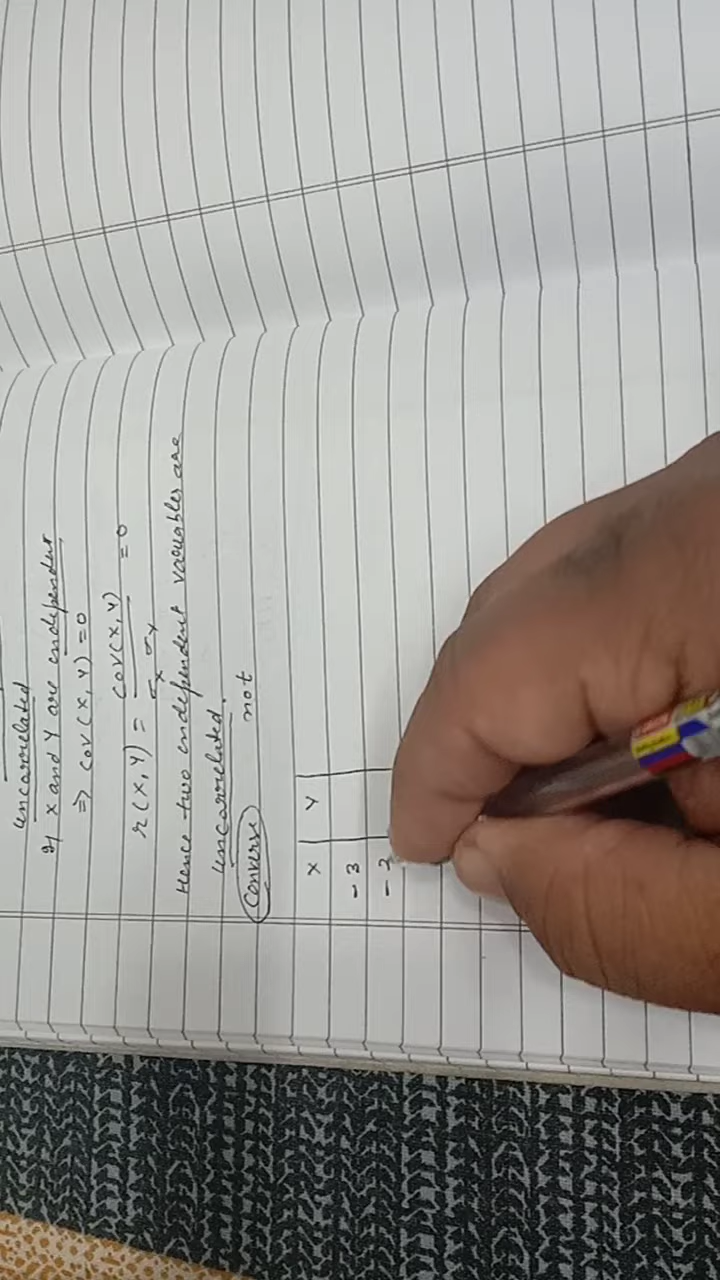 uncorrelated
If X and Y are independent
⇒ Cov(X, Y) = 0
r(X, Y) = Cov(X, Y) / σx σy = 0
Hence two independent variables are
uncorrelated.
Converse not
X Y
-3
-2